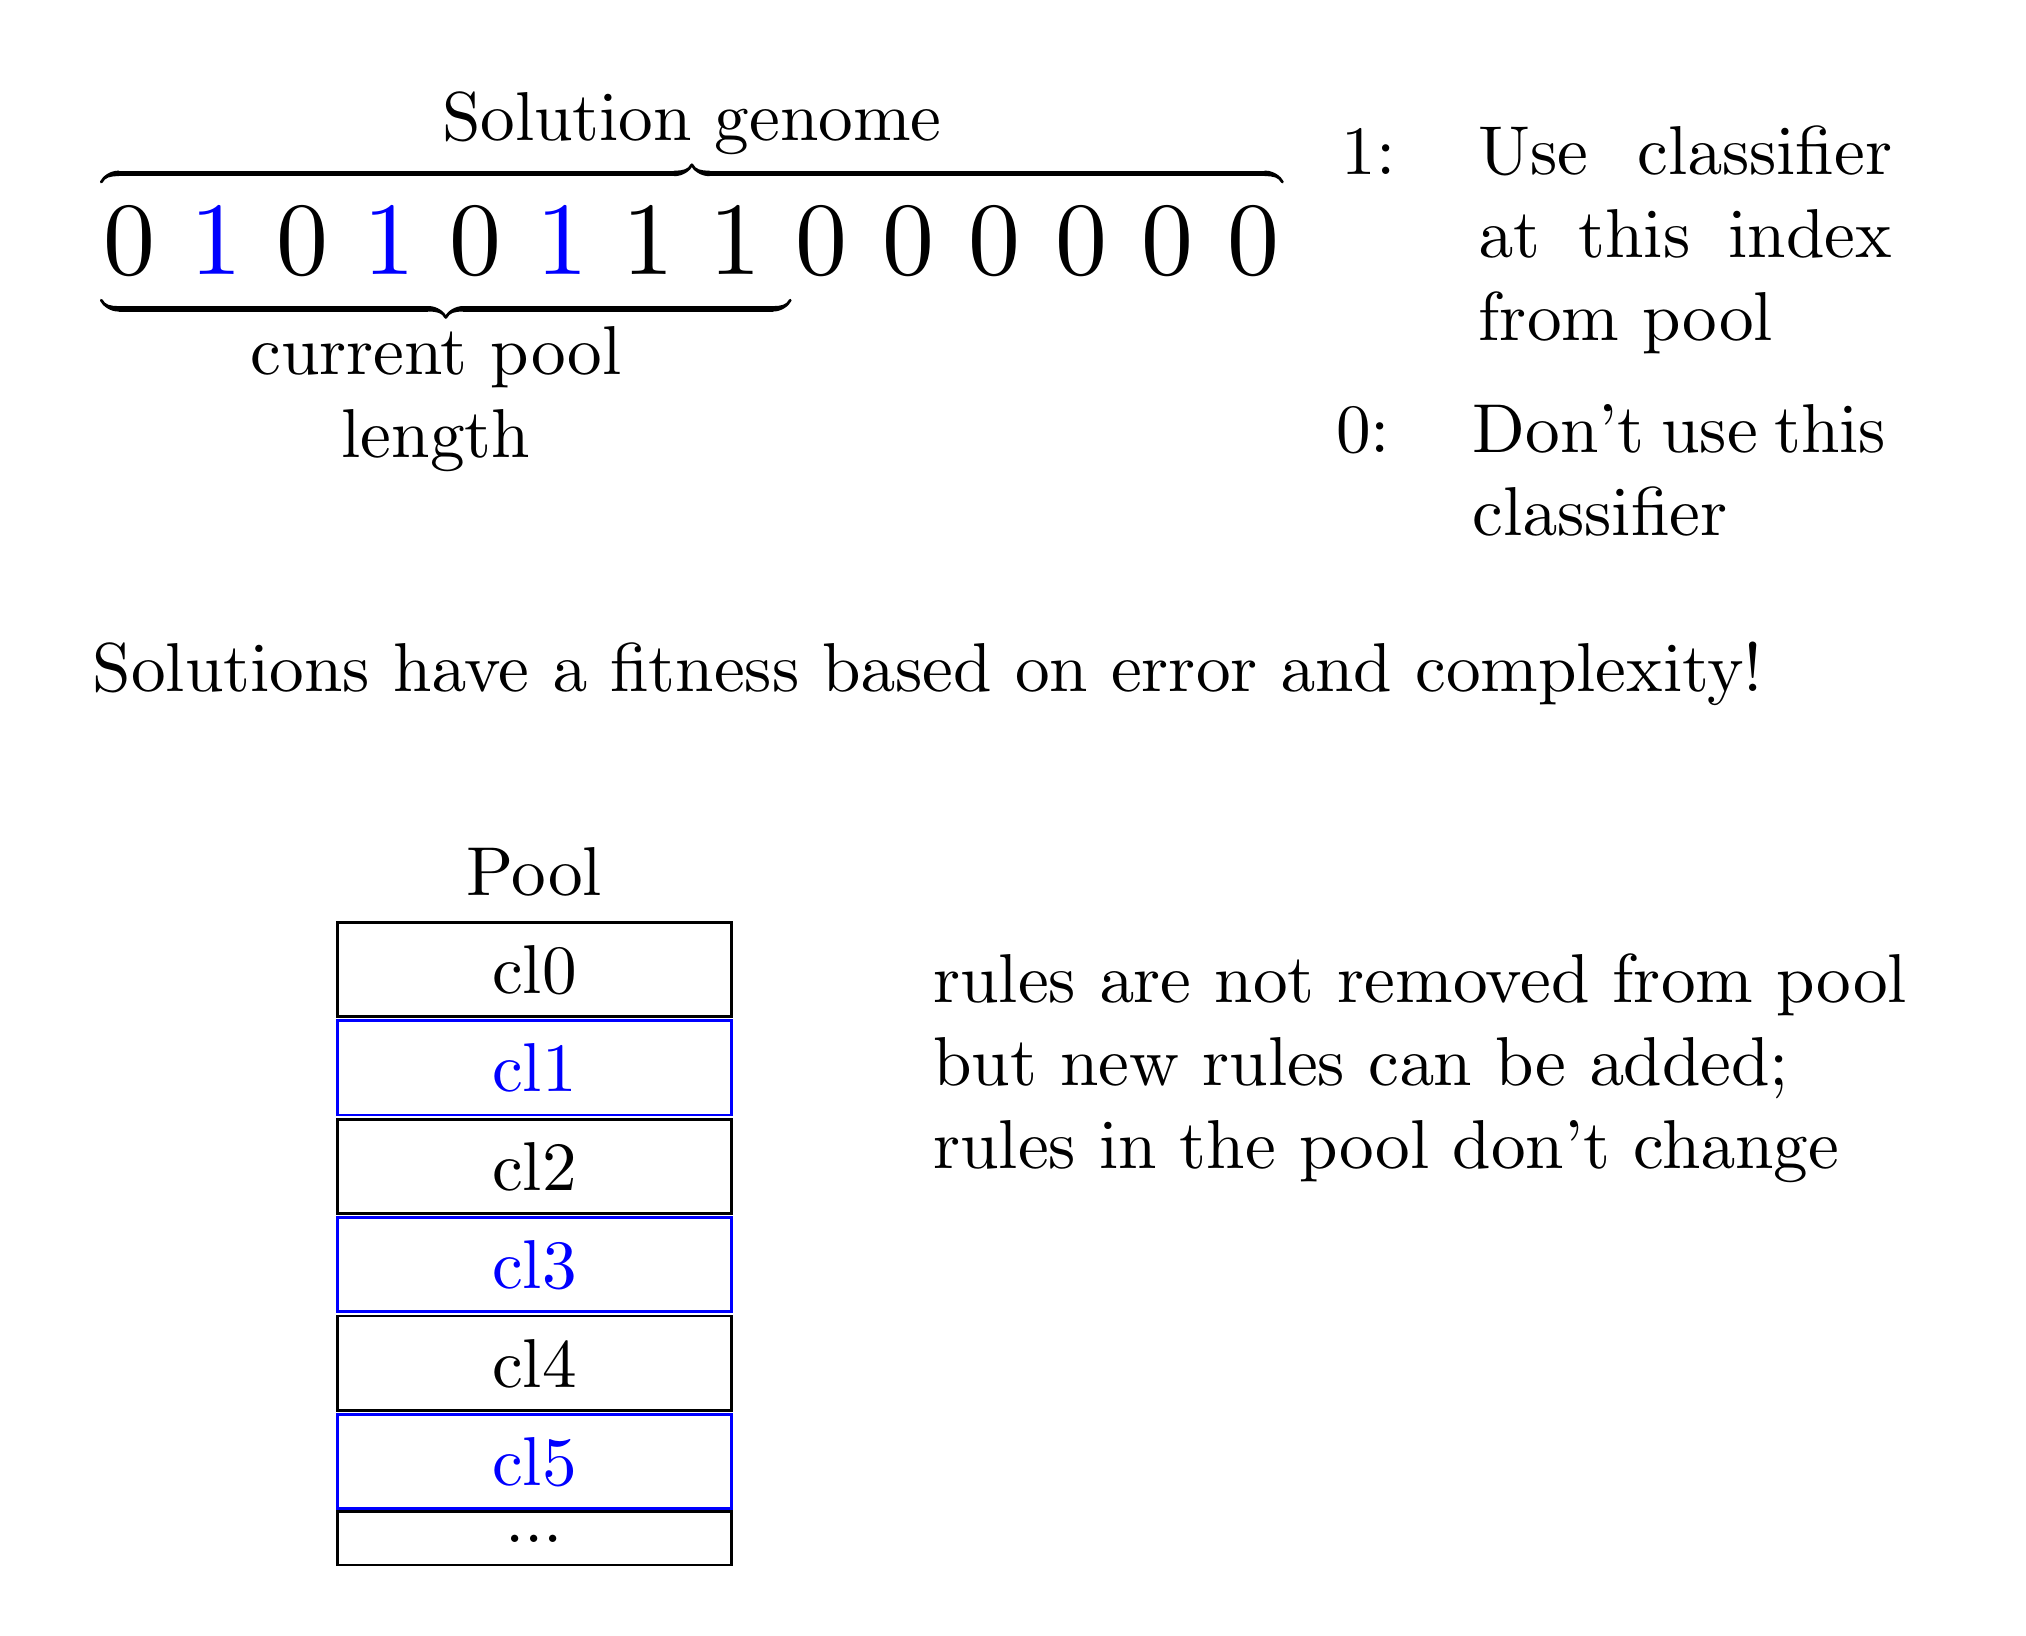 Solution genome
0 1 0 1 0 1 1 1 0 0 0 0 0 0
current pool
length
1: Use classifier
at this index
from pool
0: Don't use this
classifier
Solutions have a fitness based on error and complexity!
Pool
cl0
cl1
cl2
cl3
cl4
cl5
...
rules are not removed from pool
but new rules can be added;
rules in the pool don't change